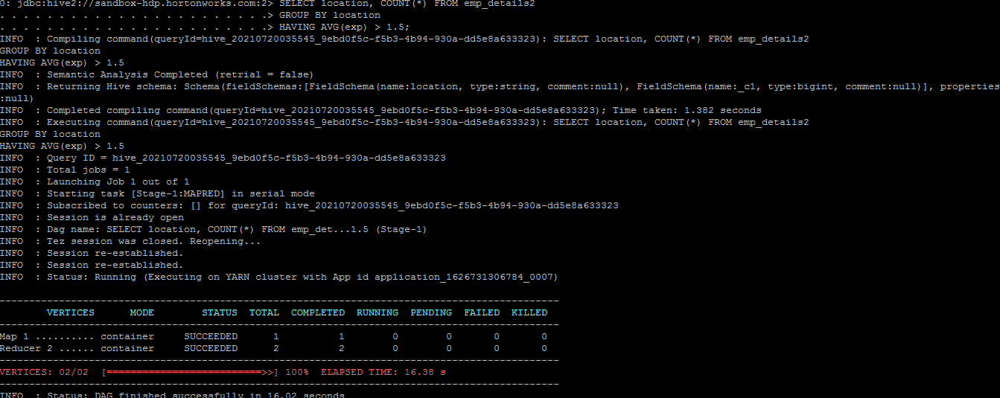 0: jdbc:hive2://sandbox-hdp.hortonworks.com:2> SELECT location, COUNT(*) FROM emp_details2
. . . . . . . . . . . . . . . . . . . . . . .> GROUP BY location
. . . . . . . . . . . . . . . . . . . . . . .> HAVING AVG(exp) > 1.5;
INFO  : Compiling command(queryId=hive_20210720035545_9ebd0f5c-f5b3-4b94-930a-dd5e8a633323): SELECT location, COUNT(*) FROM emp_details2
GROUP BY location
HAVING AVG(exp) > 1.5
INFO  : Semantic Analysis Completed (retrial = false)
INFO  : Returning Hive schema: Schema(fieldSchemas:[FieldSchema(name:location, type:string, comment:null), FieldSchema(name:_c1, type:bigint, comment:null)], properties
:null)
INFO  : Completed compiling command(queryId=hive_20210720035545_9ebd0f5c-f5b3-4b94-930a-dd5e8a633323); Time taken: 1.382 seconds
INFO  : Executing command(queryId=hive_20210720035545_9ebd0f5c-f5b3-4b94-930a-dd5e8a633323): SELECT location, COUNT(*) FROM emp_details2
GROUP BY location
HAVING AVG(exp) > 1.5
INFO  : Query ID = hive_20210720035545_9ebd0f5c-f5b3-4b94-930a-dd5e8a633323
INFO  : Total jobs = 1
INFO  : Launching Job 1 out of 1
INFO  : Starting task [Stage-1:MAPRED] in serial mode
INFO  : Subscribed to counters: [] for queryId: hive_20210720035545_9ebd0f5c-f5b3-4b94-930a-dd5e8a633323
INFO  : Session is already open
INFO  : Dag name: SELECT location, COUNT(*) FROM emp_det...1.5 (Stage-1)
INFO  : Tez session was closed. Reopening...
INFO  : Session re-established.
INFO  : Session re-established.
INFO  : Status: Running (Executing on YARN cluster with App id application_1626731306784_0007)
----------------------------------------------------------------------------------------------
        VERTICES      MODE        STATUS  TOTAL  COMPLETED  RUNNING  PENDING  FAILED  KILLED
----------------------------------------------------------------------------------------------
Map 1 .......... container     SUCCEEDED      1          1        0        0       0       0
Reducer 2 ...... container     SUCCEEDED      2          2        0        0       0       0
----------------------------------------------------------------------------------------------
VERTICES: 02/02  [==========================>>] 100%  ELAPSED TIME: 16.38 s
----------------------------------------------------------------------------------------------
INFO  : Status: DAG finished successfully in 16.02 seconds